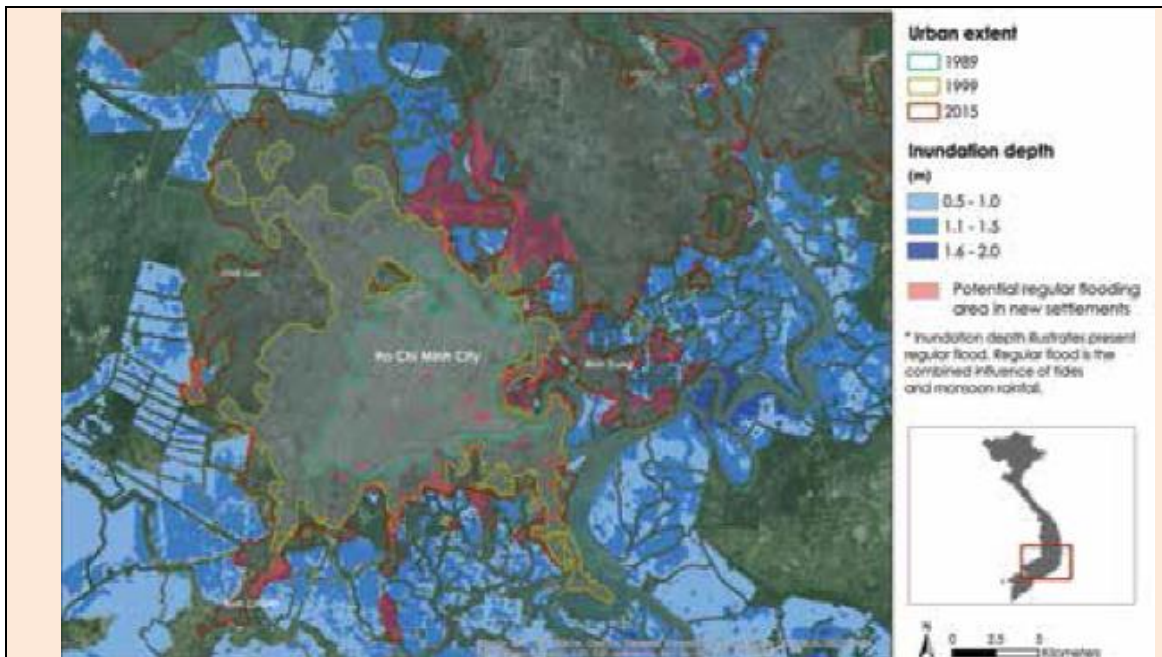 Urban extent
1989
1999
2015
Inundation depth
(m)
0.5 - 1.0
1.1 - 1.5
1.6 - 2.0
Potential regular flooding
area in new settlements
* Inundation depth illustrates present
regular flood. Regular flood is the
combined influence of tides
and monsoon rainfall.
Ho Chi Minh City
N
0 2.5 5
Kilometers